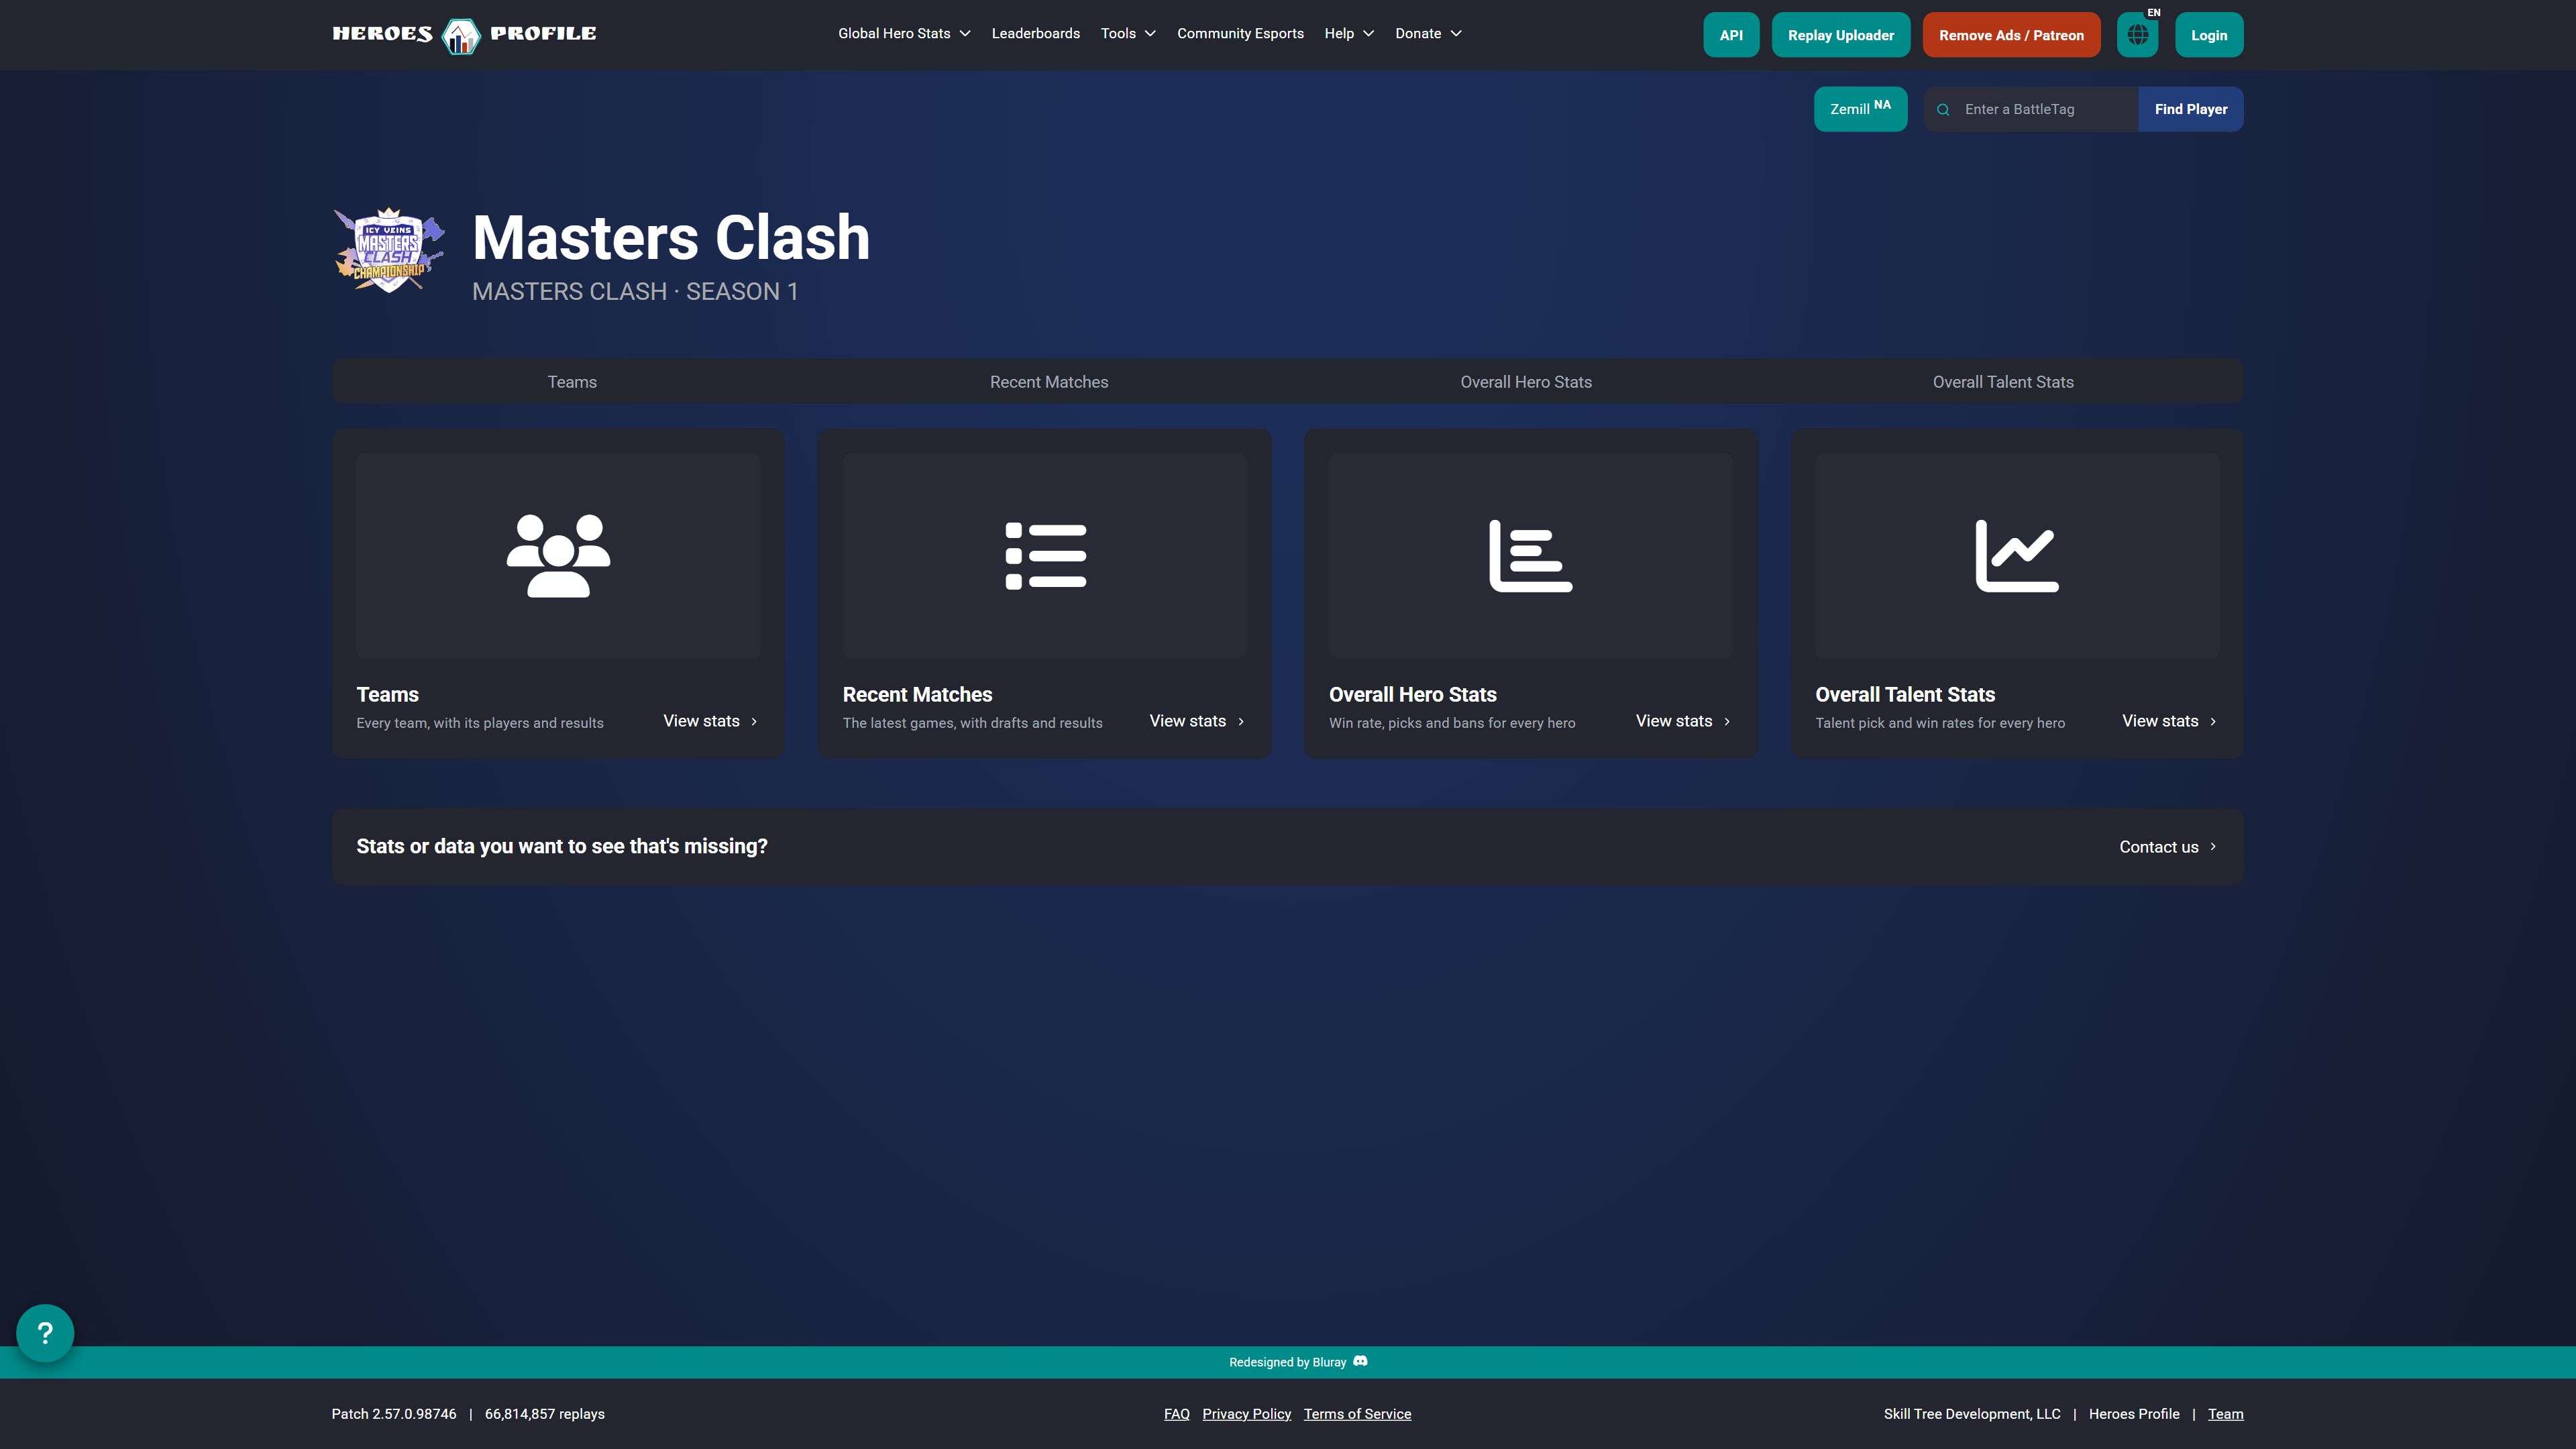 HEROES PROFILE
Global Hero Stats
Leaderboards
Tools
Community Esports
Help
Donate
API
Replay Uploader
Remove Ads / Patreon
EN
Login
Zemill NA
Enter a BattleTag
Find Player
ICY VEINS
MASTERS
CLASH
CHAMPIONSHIP
Masters Clash
MASTERS CLASH · SEASON 1
Teams
Recent Matches
Overall Hero Stats
Overall Talent Stats
Teams
Every team, with its players and results
View stats
Recent Matches
The latest games, with drafts and results
View stats
Overall Hero Stats
Win rate, picks and bans for every hero
View stats
Overall Talent Stats
Talent pick and win rates for every hero
View stats
Stats or data you want to see that's missing?
Contact us
?
Redesigned by Bluray
Patch 2.57.0.98746 | 66,814,857 replays
FAQ Privacy Policy Terms of Service
Skill Tree Development, LLC | Heroes Profile | Team